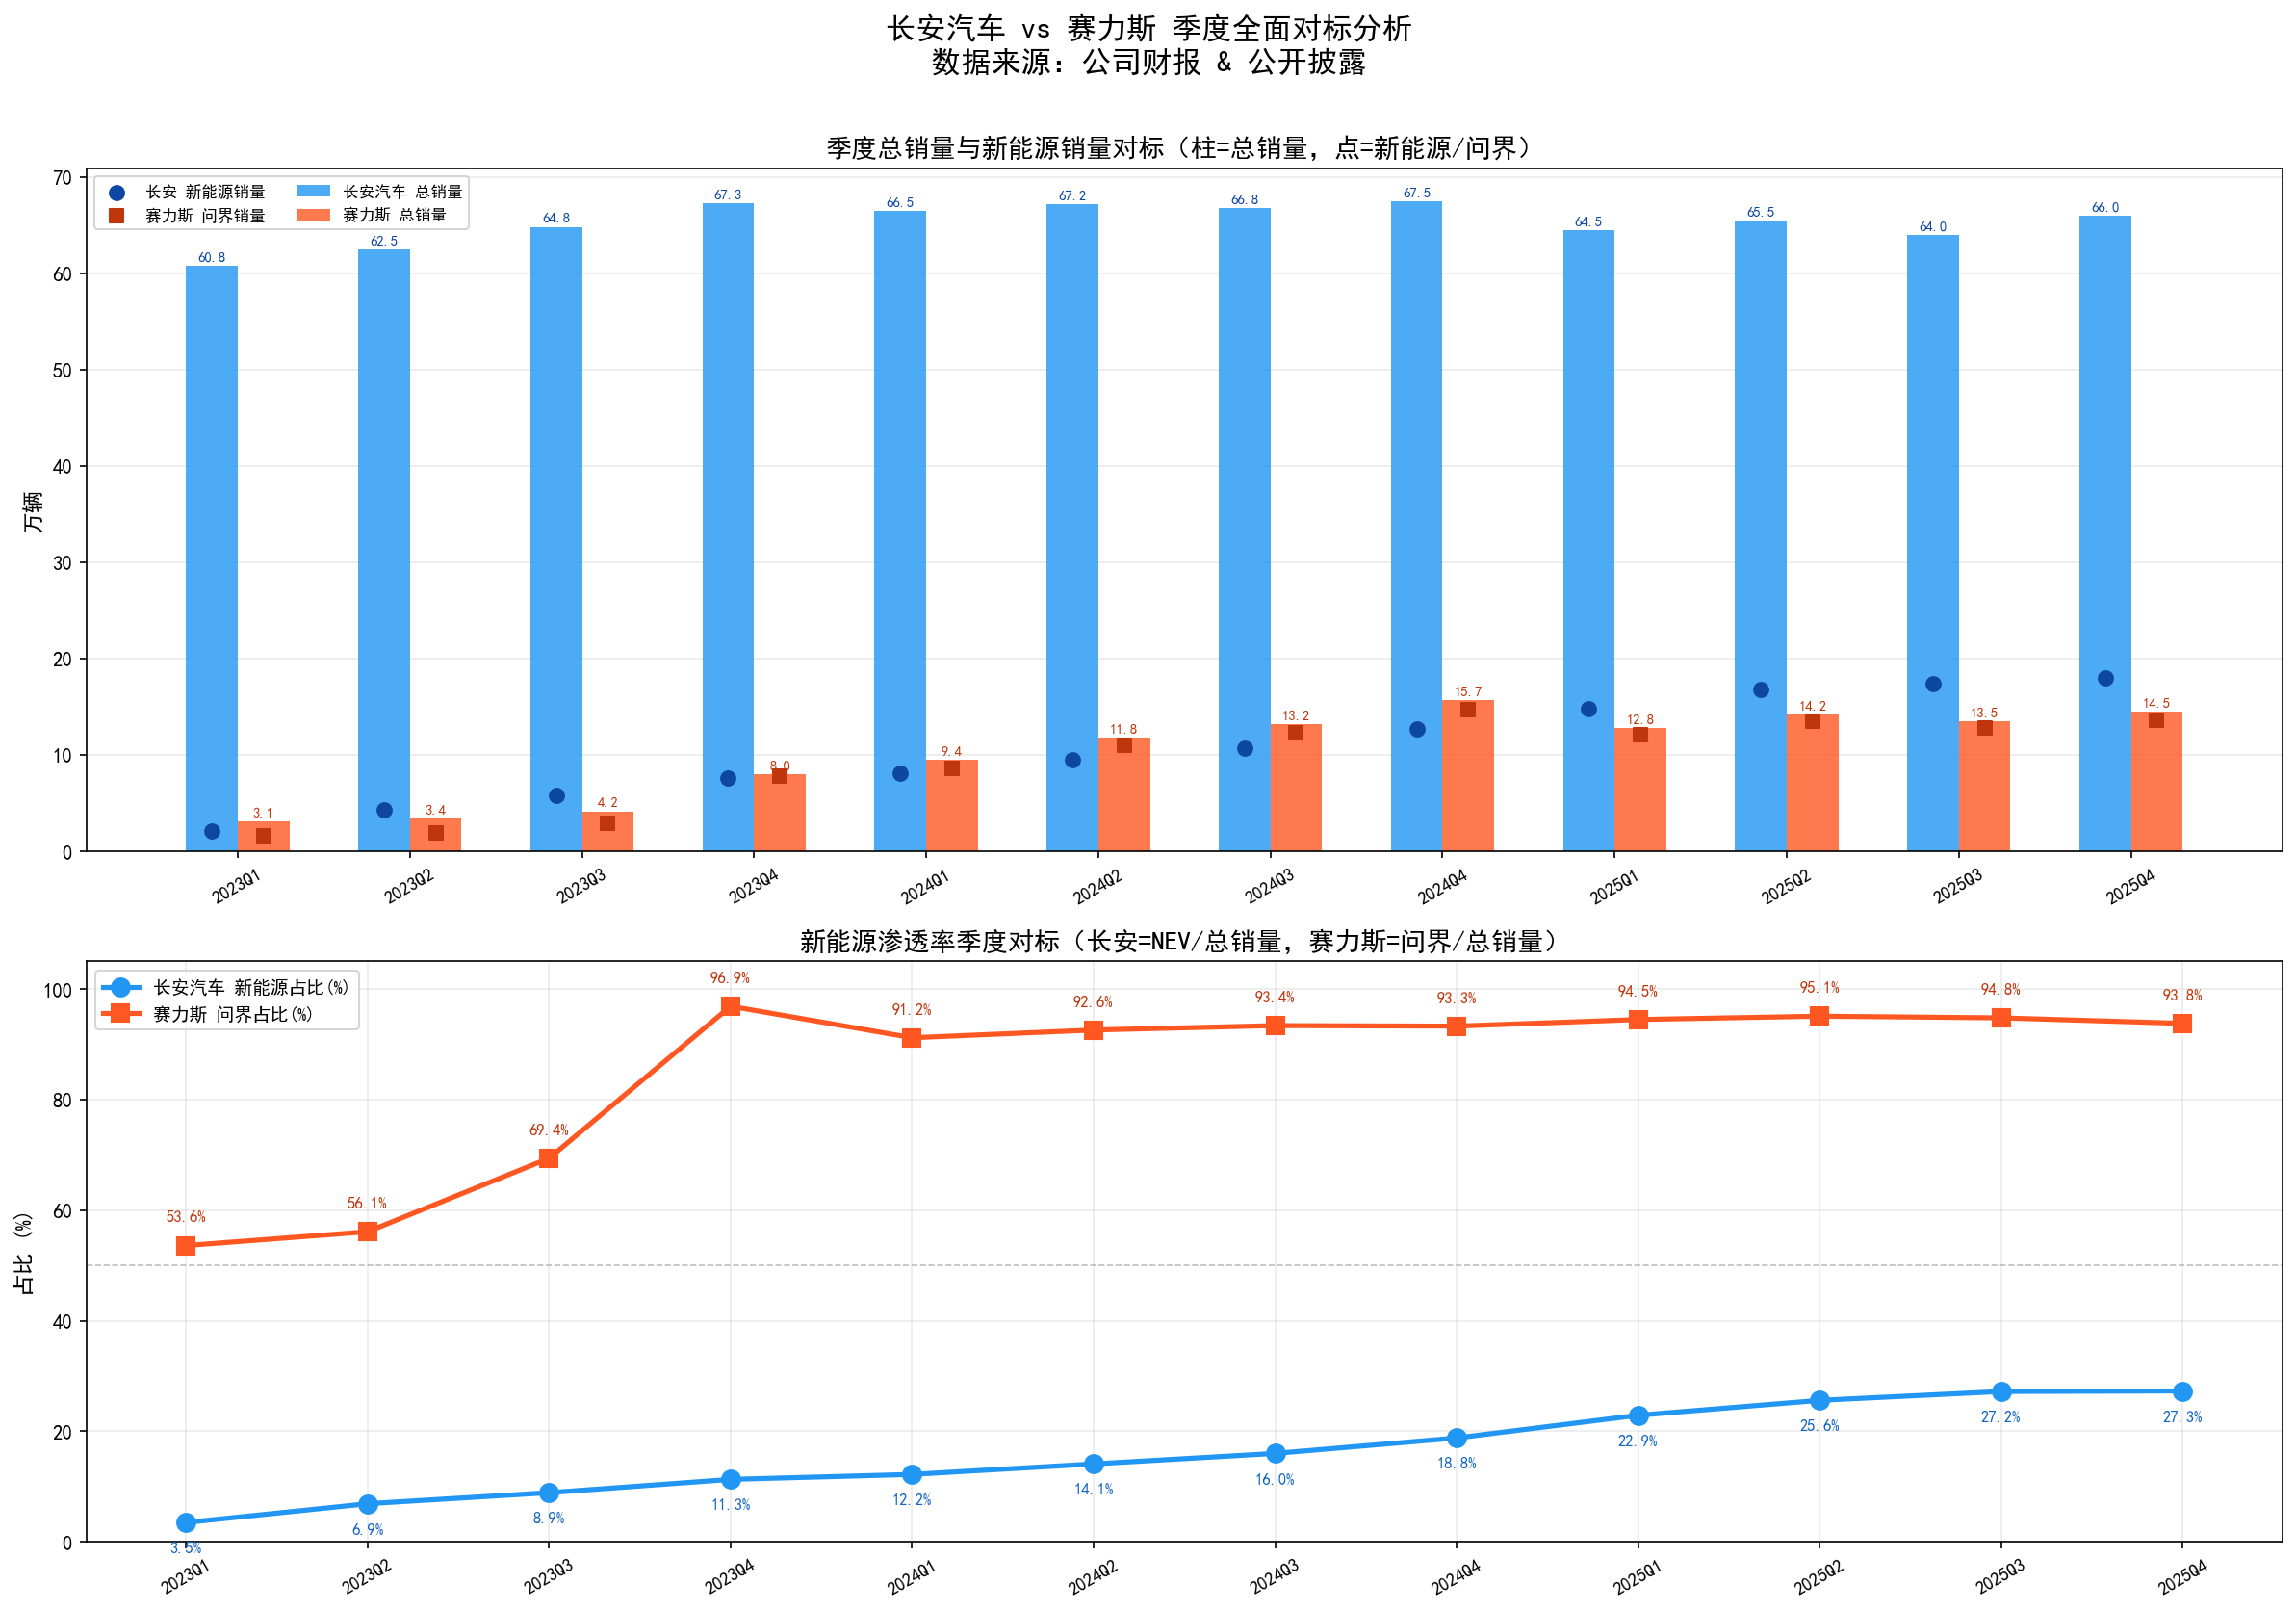 长安汽车 vs 赛力斯 季度全面对标分析
数据来源：公司财报 & 公开披露
季度总销量与新能源销量对标（柱=总销量，点=新能源/问界）
长安 新能源销量
赛力斯 问界销量
长安汽车 总销量
赛力斯 总销量
万辆
70
60
50
40
30
20
10
0
60.8
62.5
64.8
67.3
66.5
67.2
66.8
67.5
64.5
65.5
64.0
66.0
3.1
3.4
4.2
8.0
9.4
11.8
13.2
15.7
12.8
14.2
13.5
14.5
2023Q1
2023Q2
2023Q3
2023Q4
2024Q1
2024Q2
2024Q3
2024Q4
2025Q1
2025Q2
2025Q3
2025Q4
新能源渗透率季度对标（长安=NEV/总销量，赛力斯=问界/总销量）
长安汽车 新能源占比(%)
赛力斯 问界占比(%)
占比 (%)
100
80
60
40
20
0
53.6%
56.1%
69.4%
96.9%
91.2%
92.6%
93.4%
93.3%
94.5%
95.1%
94.8%
93.8%
3.5%
6.9%
8.9%
11.3%
12.2%
14.1%
16.0%
18.8%
22.9%
25.6%
27.2%
27.3%
2023Q1
2023Q2
2023Q3
2023Q4
2024Q1
2024Q2
2024Q3
2024Q4
2025Q1
2025Q2
2025Q3
2025Q4